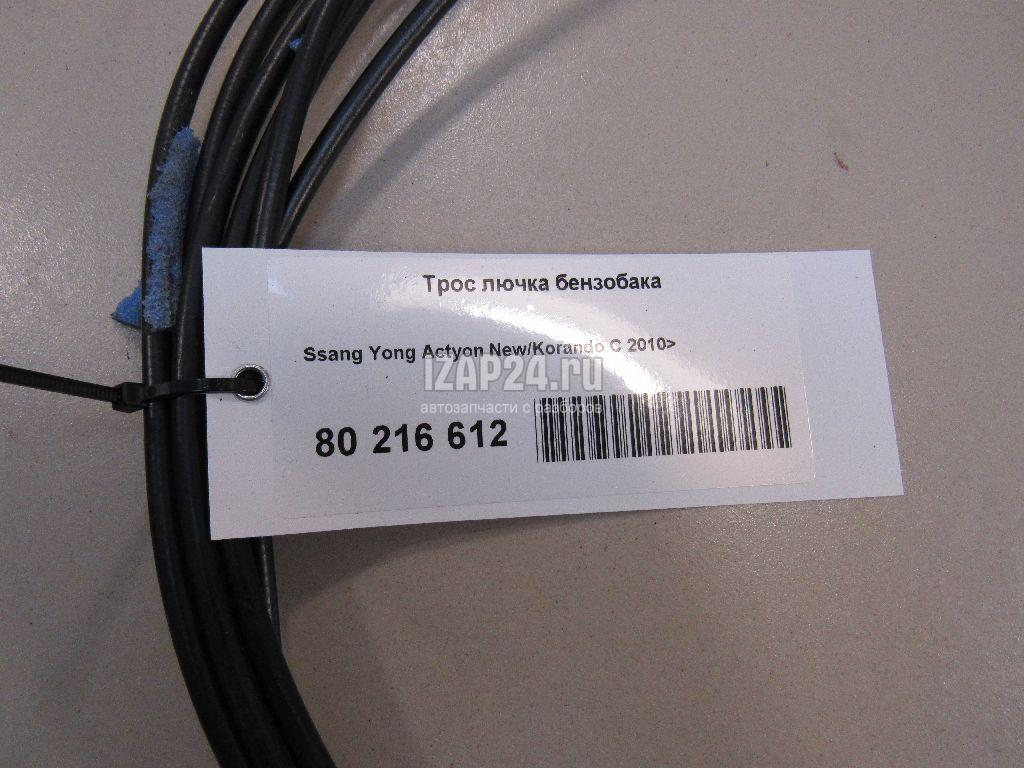 Трос лючка бензобака
Ssang Yong Actyon New/Korando C 2010>
IZAP24.ru
автозапчасти с разборов
80 216 612